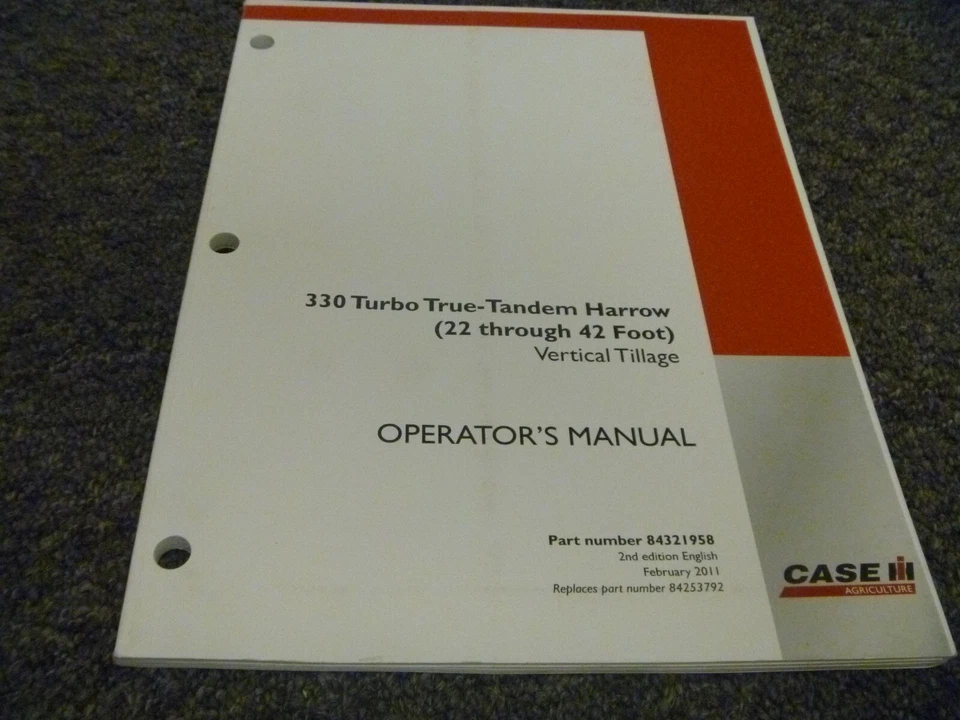 330 Turbo True-Tandem Harrow
(22 through 42 Foot)
Vertical Tillage
OPERATOR'S MANUAL
Part number 84321958
2nd edition English
February 2011
Replaces part number 84253792
CASE IH
AGRICULTURE